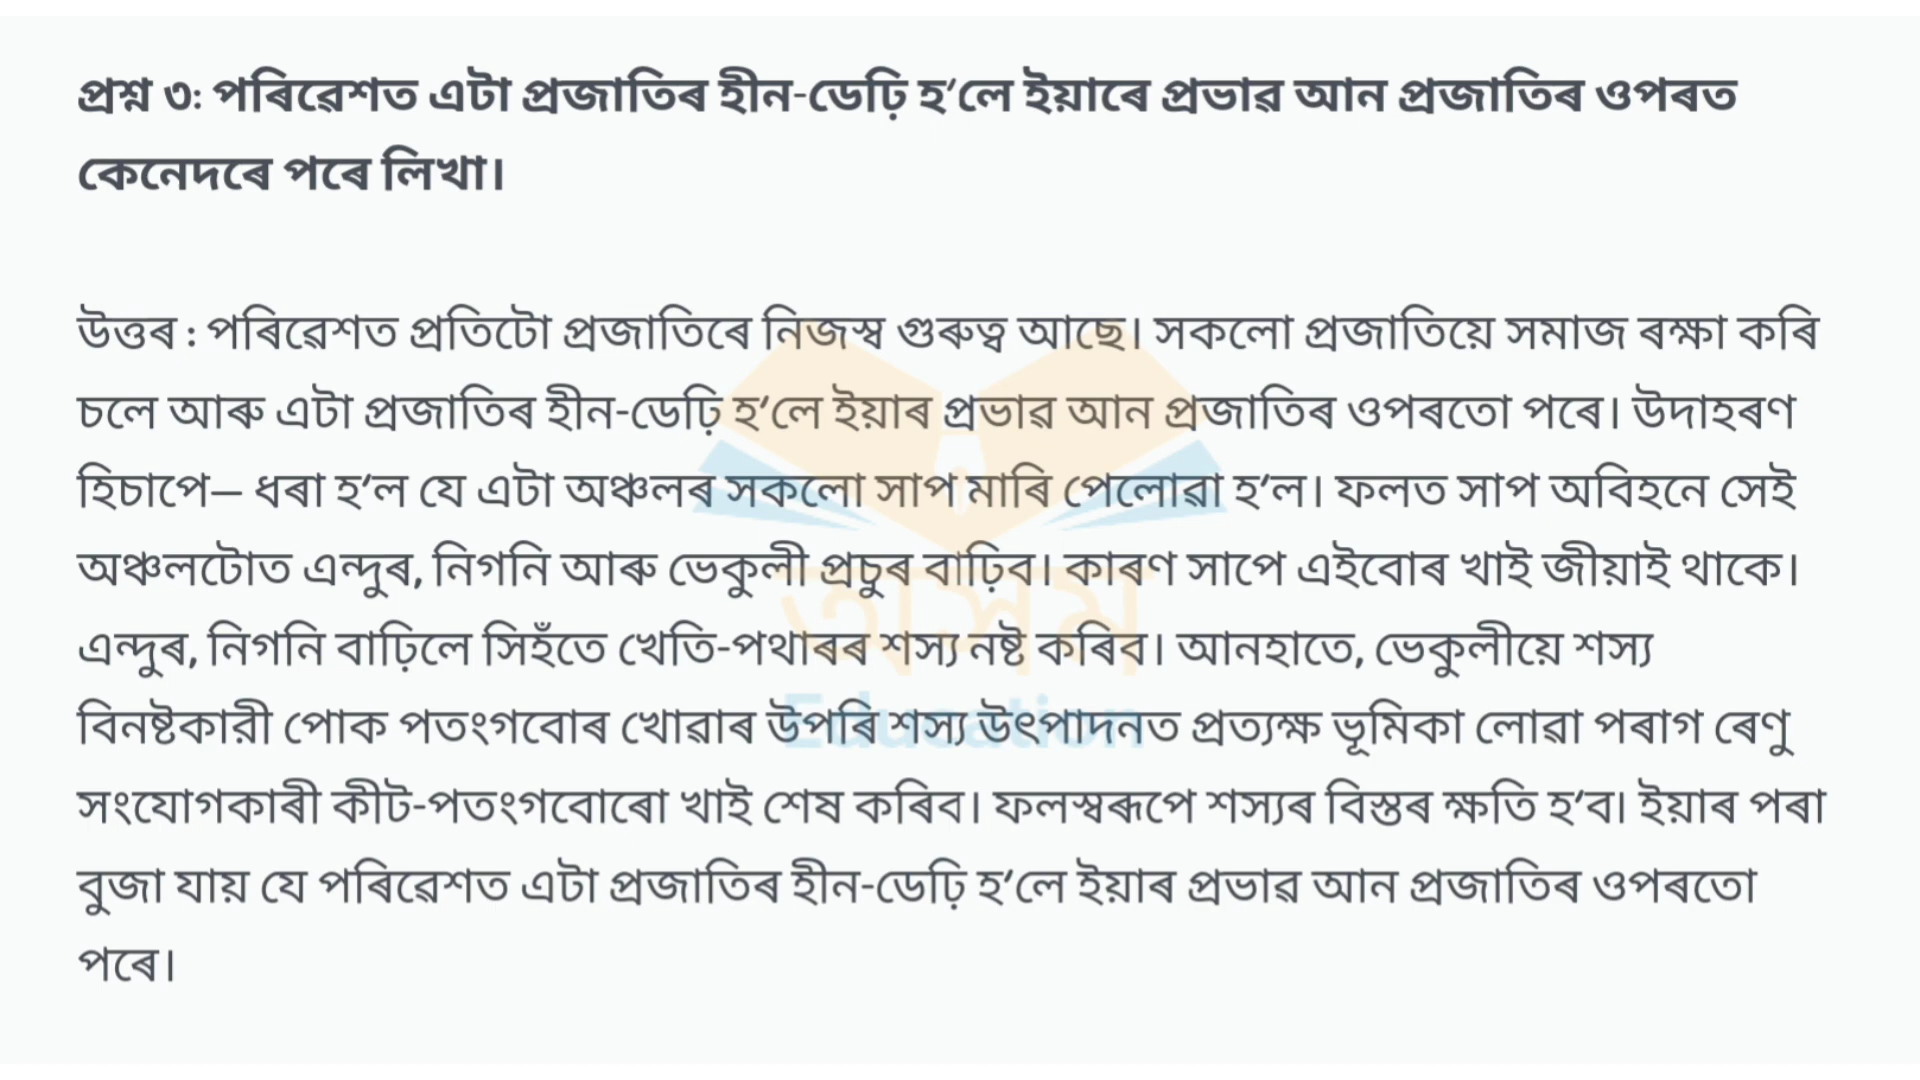 প্ৰশ্ন ৩: পৰিৱেশত এটা প্ৰজাতিৰ হীন-ডেঢ়ি হ’লে ইয়াৰে প্ৰভাৱ আন প্ৰজাতিৰ ওপৰত
কেনেদৰে পৰে লিখা।
উত্তৰ : পৰিৱেশত প্ৰতিটো প্ৰজাতিৰে নিজস্ব গুৰুত্ব আছে। সকলো প্ৰজাতিয়ে সমাজ ৰক্ষা কৰি
চলে আৰু এটা প্ৰজাতিৰ হীন-ডেঢ়ি হ’লে ইয়াৰ প্ৰভাৱ আন প্ৰজাতিৰ ওপৰতো পৰে। উদাহৰণ
হিচাপে— ধৰা হ’ল যে এটা অঞ্চলৰ সকলো সাপ মাৰি পেলোৱা হ’ল। ফলত সাপ অবিহনে সেই
অঞ্চলটোত এন্দুৰ, নিগনি আৰু ভেকুলী প্ৰচুৰ বাঢ়িব। কাৰণ সাপে এইবোৰ খাই জীয়াই থাকে।
এন্দুৰ, নিগনি বাঢ়িলে সিহঁতে খেতি-পথাৰৰ শস্য নষ্ট কৰিব। আনহাতে, ভেকুলীয়ে শস্য
বিনষ্টকাৰী পোক পতংগবোৰ খোৱাৰ উপৰি শস্য উৎপাদনত প্ৰত্যক্ষ ভূমিকা লোৱা পৰাগ ৰেণু
সংযোগকাৰী কীট-পতংগবোৰো খাই শেষ কৰিব। ফলস্বৰূপে শস্যৰ বিস্তৰ ক্ষতি হ’ব। ইয়াৰ পৰা
বুজা যায় যে পৰিৱেশত এটা প্ৰজাতিৰ হীন-ডেঢ়ি হ’লে ইয়াৰ প্ৰভাৱ আন প্ৰজাতিৰ ওপৰতো
পৰে।
অসম
Education